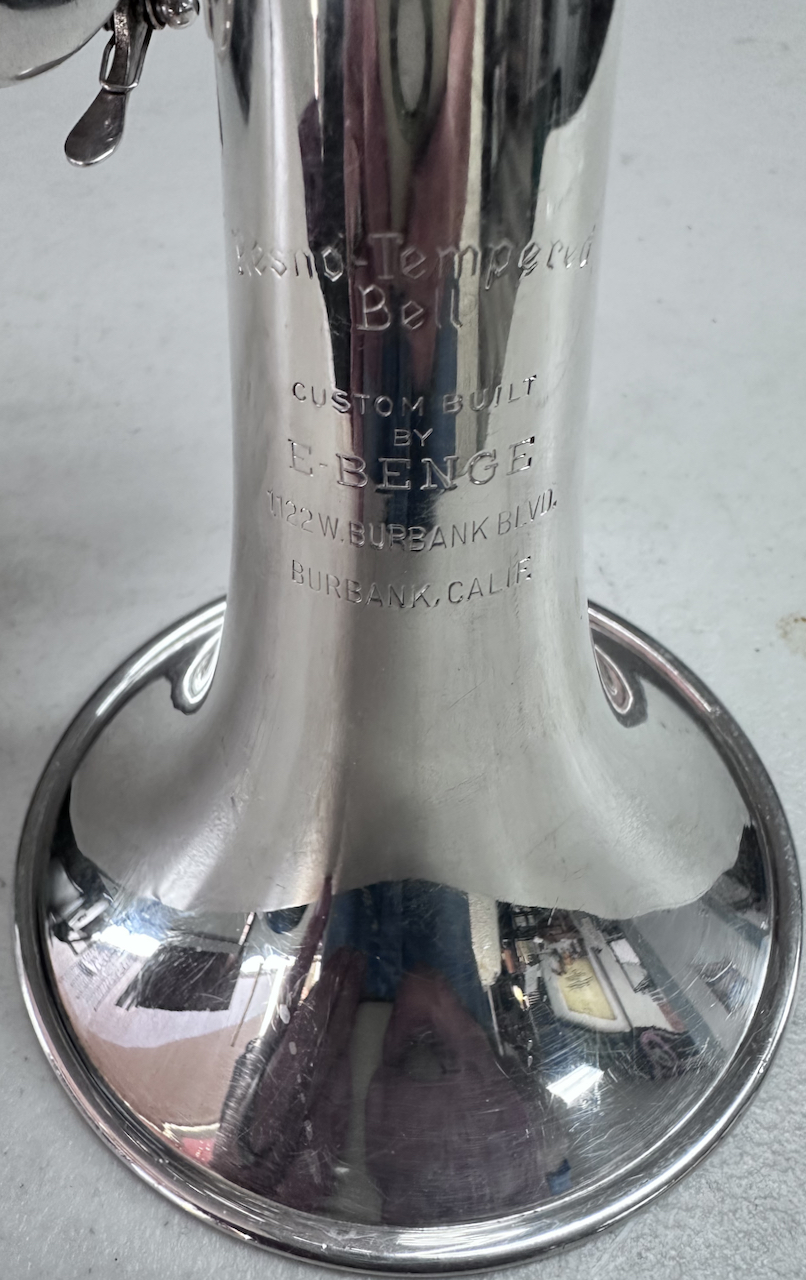 Resno-Tempered
Bell
CUSTOM BUILT
BY
E-BENGE
1122 W. BURBANK BLVD.
BURBANK, CALIF.